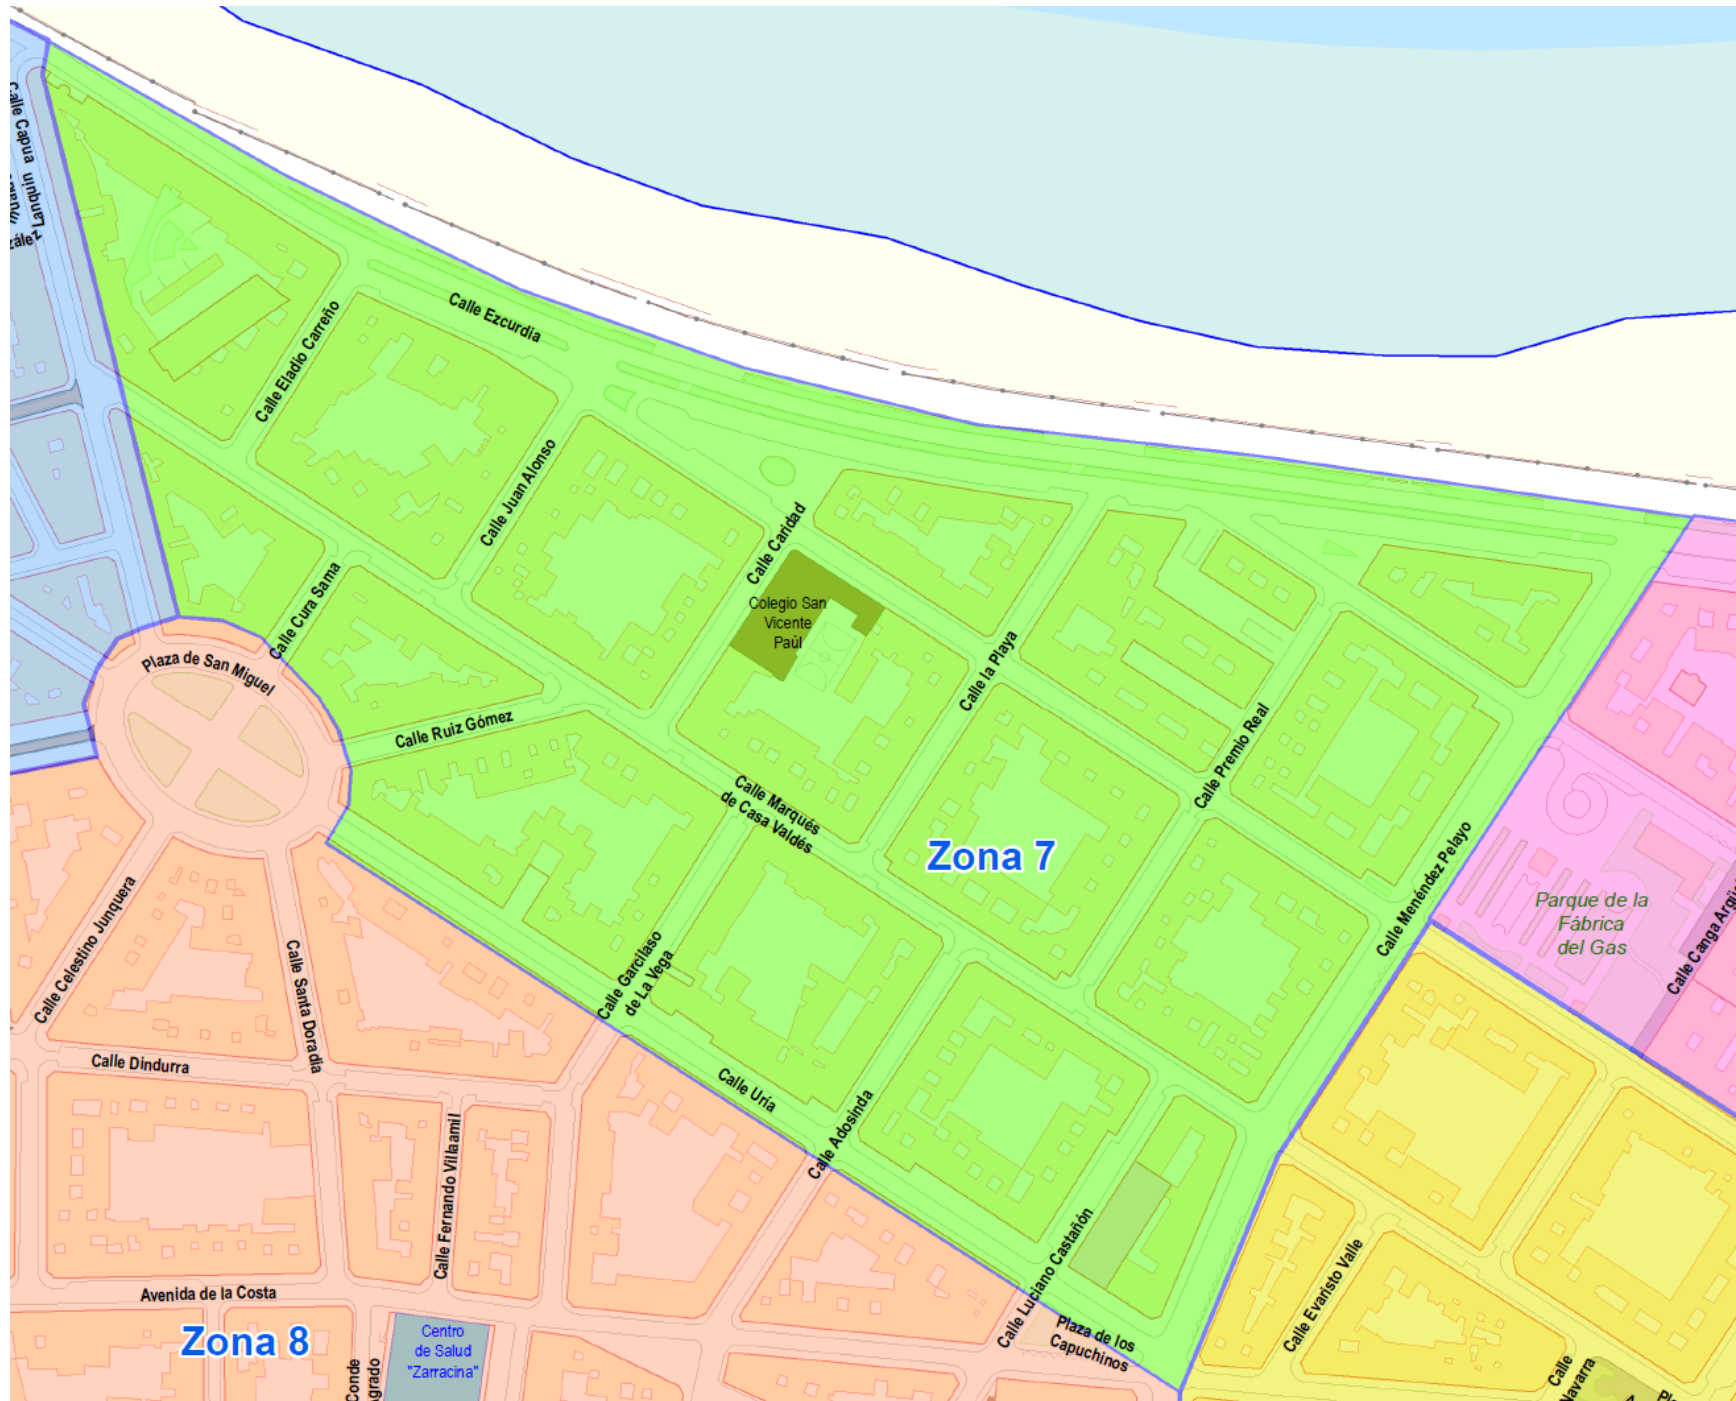 Calle Capua
Calle Ezcurdia
Calle Eladio Carreño
Calle Juan Alonso
Calle Caridad
Colegio San
Vicente
Paúl
Calle Cura Sama
Plaza de San Miguel
Calle la Playa
Calle Ruiz Gómez
Calle Premio Real
Calle Marqués
de Casa Valdés
Zona 7
Calle Menéndez Pelayo
Parque de la
Fábrica
del Gas
Calle Celestino Junquera
Calle Santa Doradia
Calle Garcilaso
de La Vega
Calle Dindurra
Calle Uría
Calle Adosinda
Calle Fernando Villaamil
Calle Luciano Castañón
Calle Evaristo Valle
Avenida de la Costa
Zona 8
Centro
de Salud
"Zarracina"
Conde
Plaza de los
Capuchinos
Calle
Navarra